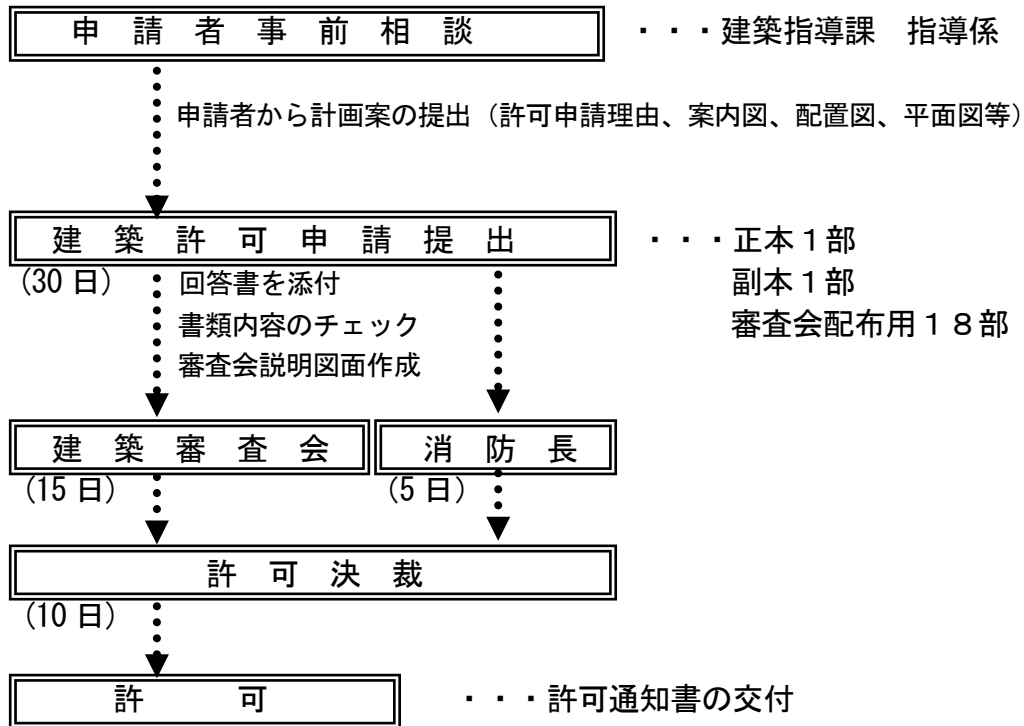 申請者事前相談 ・・・建築指導課　指導係
申請者から計画案の提出（許可申請理由、案内図、配置図、平面図等）
建築許可申請提出 ・・・正本１部
（30日） 回答書を添付 副本１部
書類内容のチェック 審査会配布用１８部
審査会説明図面作成
建築審査会 消防長
（15日） （5日）
許可決裁
（10日）
許可 ・・・許可通知書の交付